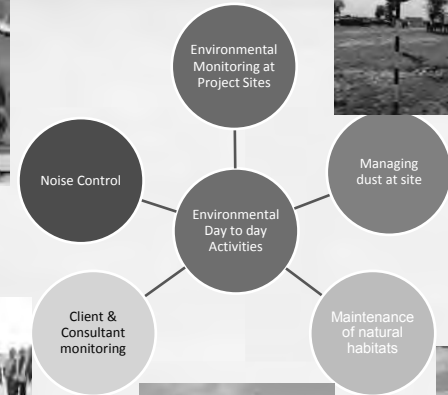 Environmental
Monitoring at
Project Sites
Noise Control
Managing
dust at site
Environmental
Day to day
Activities
Client &
Consultant
monitoring
Maintenance
of natural
habitats